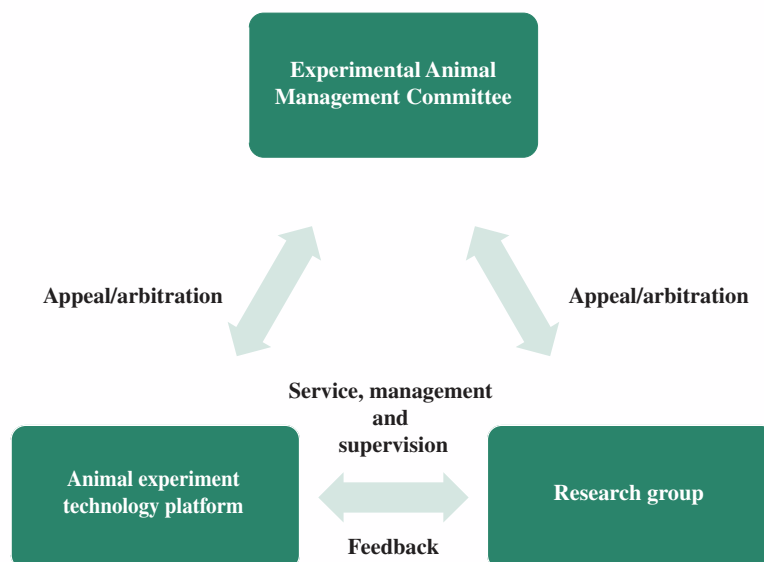 Experimental Animal
Management Committee
Appeal/arbitration
Appeal/arbitration
Service, management
and
supervision
Animal experiment
technology platform
Research group
Feedback